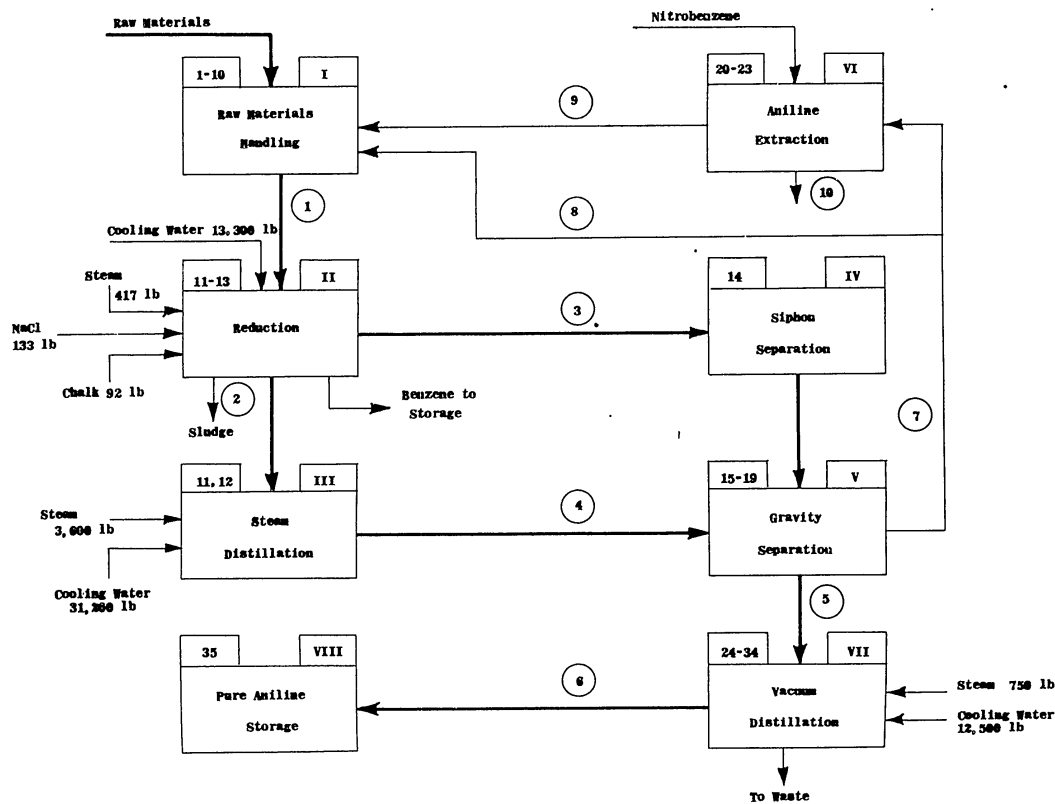 Raw Materials
Nitrobenzene
1-10
I
Raw Materials
Handling
20-23
VI
Aniline
Extraction
9
8
10
1
Cooling Water 13,300 lb
Steam
417 lb
NaCl
133 lb
Chalk 92 lb
11-13
II
Reduction
3
14
IV
Siphon
Separation
2
Sludge
Benzene to
Storage
7
11,12
III
Steam
Distillation
Steam
3,600 lb
Cooling Water
31,200 lb
4
15-19
V
Gravity
Separation
5
35
VIII
Pure Aniline
Storage
6
24-34
VII
Vacuum
Distillation
Steam 750 lb
Cooling Water
12,500 lb
To Waste